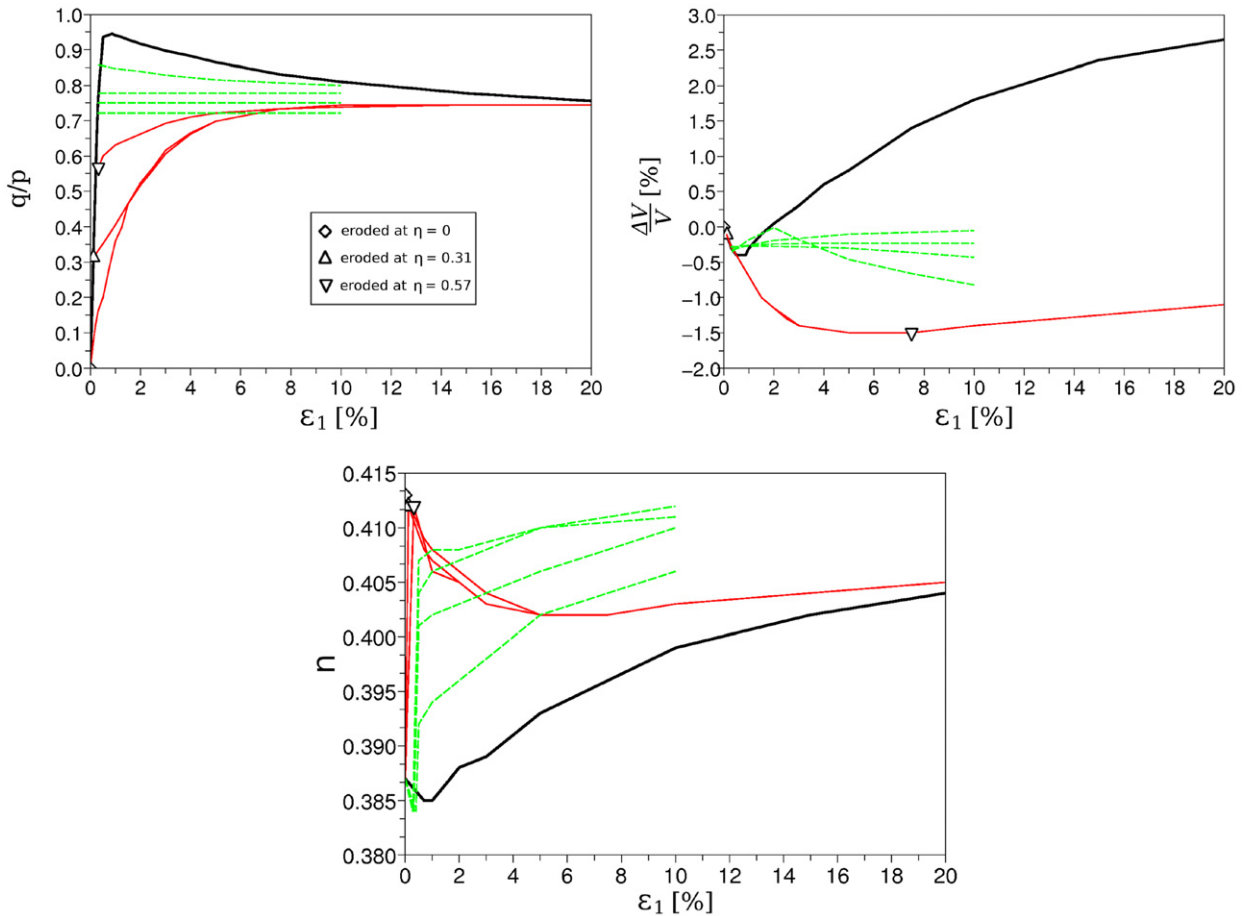 q/p
1.0
0.9
0.8
0.7
0.6
0.5
0.4
0.3
0.2
0.1
0.0
0 2 4 6 8 10 12 14 16 18 20
ε₁ [%]
eroded at η = 0
eroded at η = 0.31
eroded at η = 0.57
ΔV/V [%]
3.0
2.5
2.0
1.5
1.0
0.5
0.0
−0.5
−1.0
−1.5
−2.0
0 2 4 6 8 10 12 14 16 18 20
ε₁ [%]
n
0.415
0.410
0.405
0.400
0.395
0.390
0.385
0.380
0 2 4 6 8 10 12 14 16 18 20
ε₁ [%]